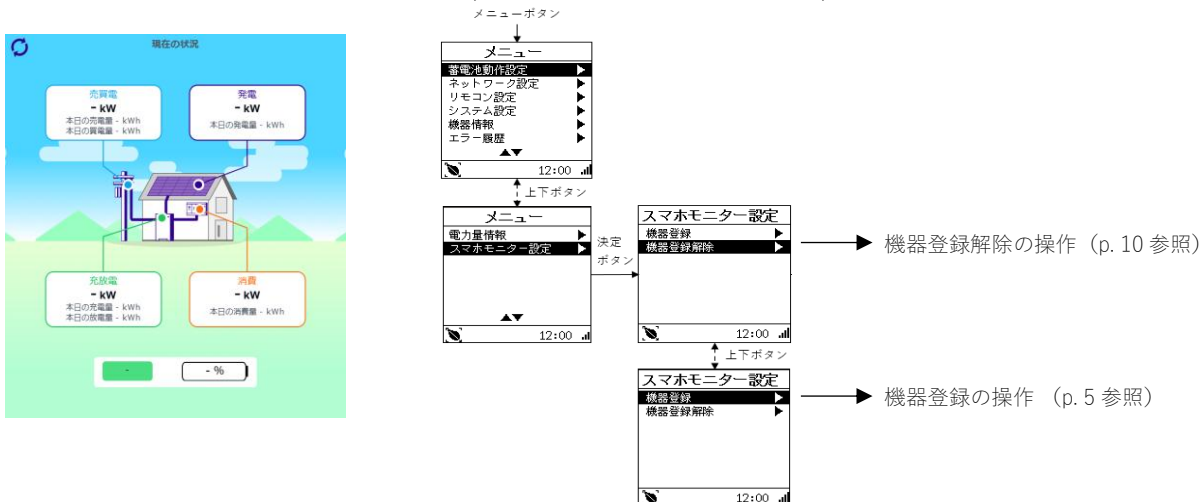 現在の状況
売買電
- kW
本日の売電量 - kWh
本日の買電量 - kWh
発電
- kW
本日の発電量 - kWh
充放電
- kW
本日の充電量 - kWh
本日の放電量 - kWh
消費
- kW
本日の消費量 - kWh
-
- %
メニューボタン
メニュー
蓄電池動作設定 ▶
ネットワーク設定 ▶
リモコン設定 ▶
システム設定 ▶
機器情報 ▶
エラー履歴 ▶
▲▼
12:00
上下ボタン
メニュー
電力量情報 ▶
スマホモニター設定 ▶
▲▼
12:00
決定
ボタン
スマホモニター設定
機器登録 ▶
機器登録解除 ▶
12:00
機器登録解除の操作（p. 10 参照）
上下ボタン
スマホモニター設定
機器登録 ▶
機器登録解除 ▶
12:00
機器登録の操作 （p. 5 参照）